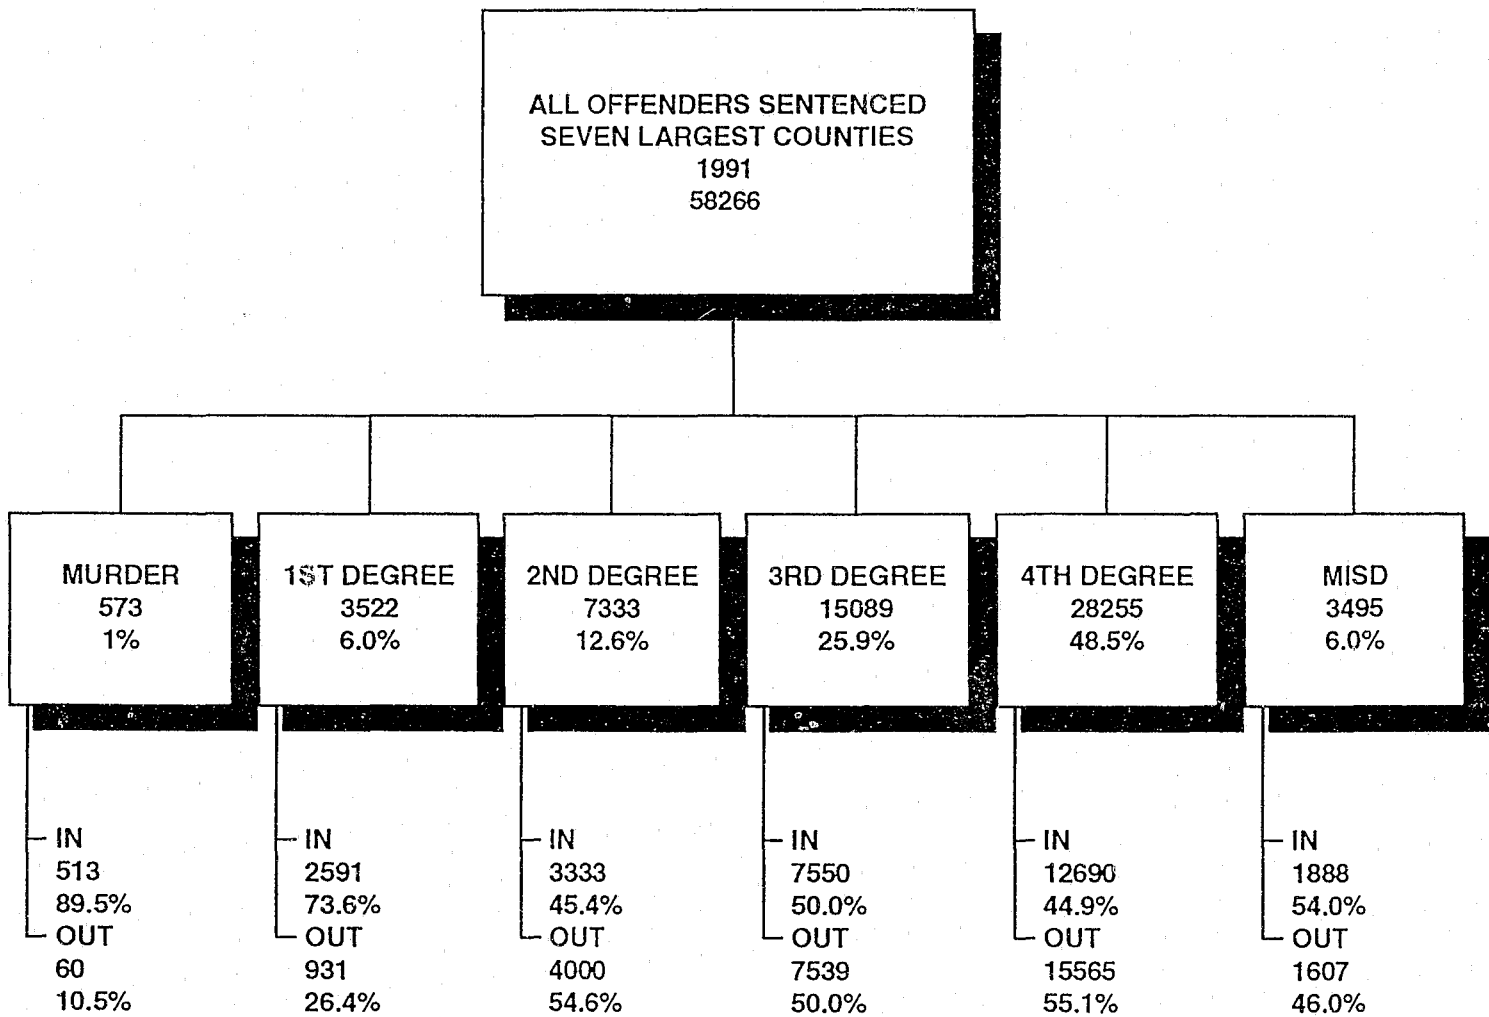 ALL OFFENDERS SENTENCED
SEVEN LARGEST COUNTIES
1991
58266
MURDER
573
1%
1ST DEGREE
3522
6.0%
2ND DEGREE
7333
12.6%
3RD DEGREE
15089
25.9%
4TH DEGREE
28255
48.5%
MISD
3495
6.0%
IN
513
89.5%
OUT
60
10.5%
IN
2591
73.6%
OUT
931
26.4%
IN
3333
45.4%
OUT
4000
54.6%
IN
7550
50.0%
OUT
7539
50.0%
IN
12690
44.9%
OUT
15565
55.1%
IN
1888
54.0%
OUT
1607
46.0%